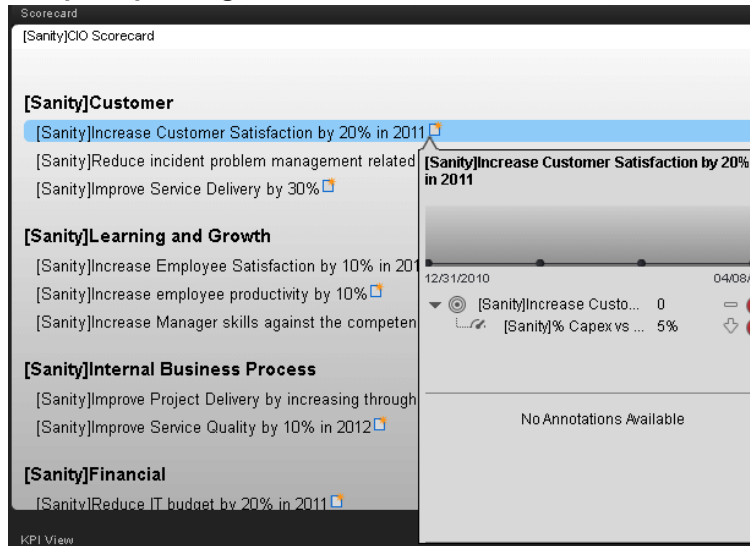 Scorecard
[Sanity]CIO Scorecard
[Sanity]Customer
[Sanity]Increase Customer Satisfaction by 20% in 2011
[Sanity]Reduce incident problem management related
[Sanity]Improve Service Delivery by 30%
[Sanity]Learning and Growth
[Sanity]Increase Employee Satisfaction by 10% in 201
[Sanity]Increase employee productivity by 10%
[Sanity]Increase Manager skills against the competen
[Sanity]Internal Business Process
[Sanity]Improve Project Delivery by increasing through
[Sanity]Improve Service Quality by 10% in 2012
[Sanity]Financial
[Sanity]Reduce IT budget by 20% in 2011
KPI View
[Sanity]Increase Customer Satisfaction by 20%
in 2011
12/31/2010 04/08/
[Sanity]Increase Custo... 0
[Sanity]% Capex vs ... 5%
No Annotations Available